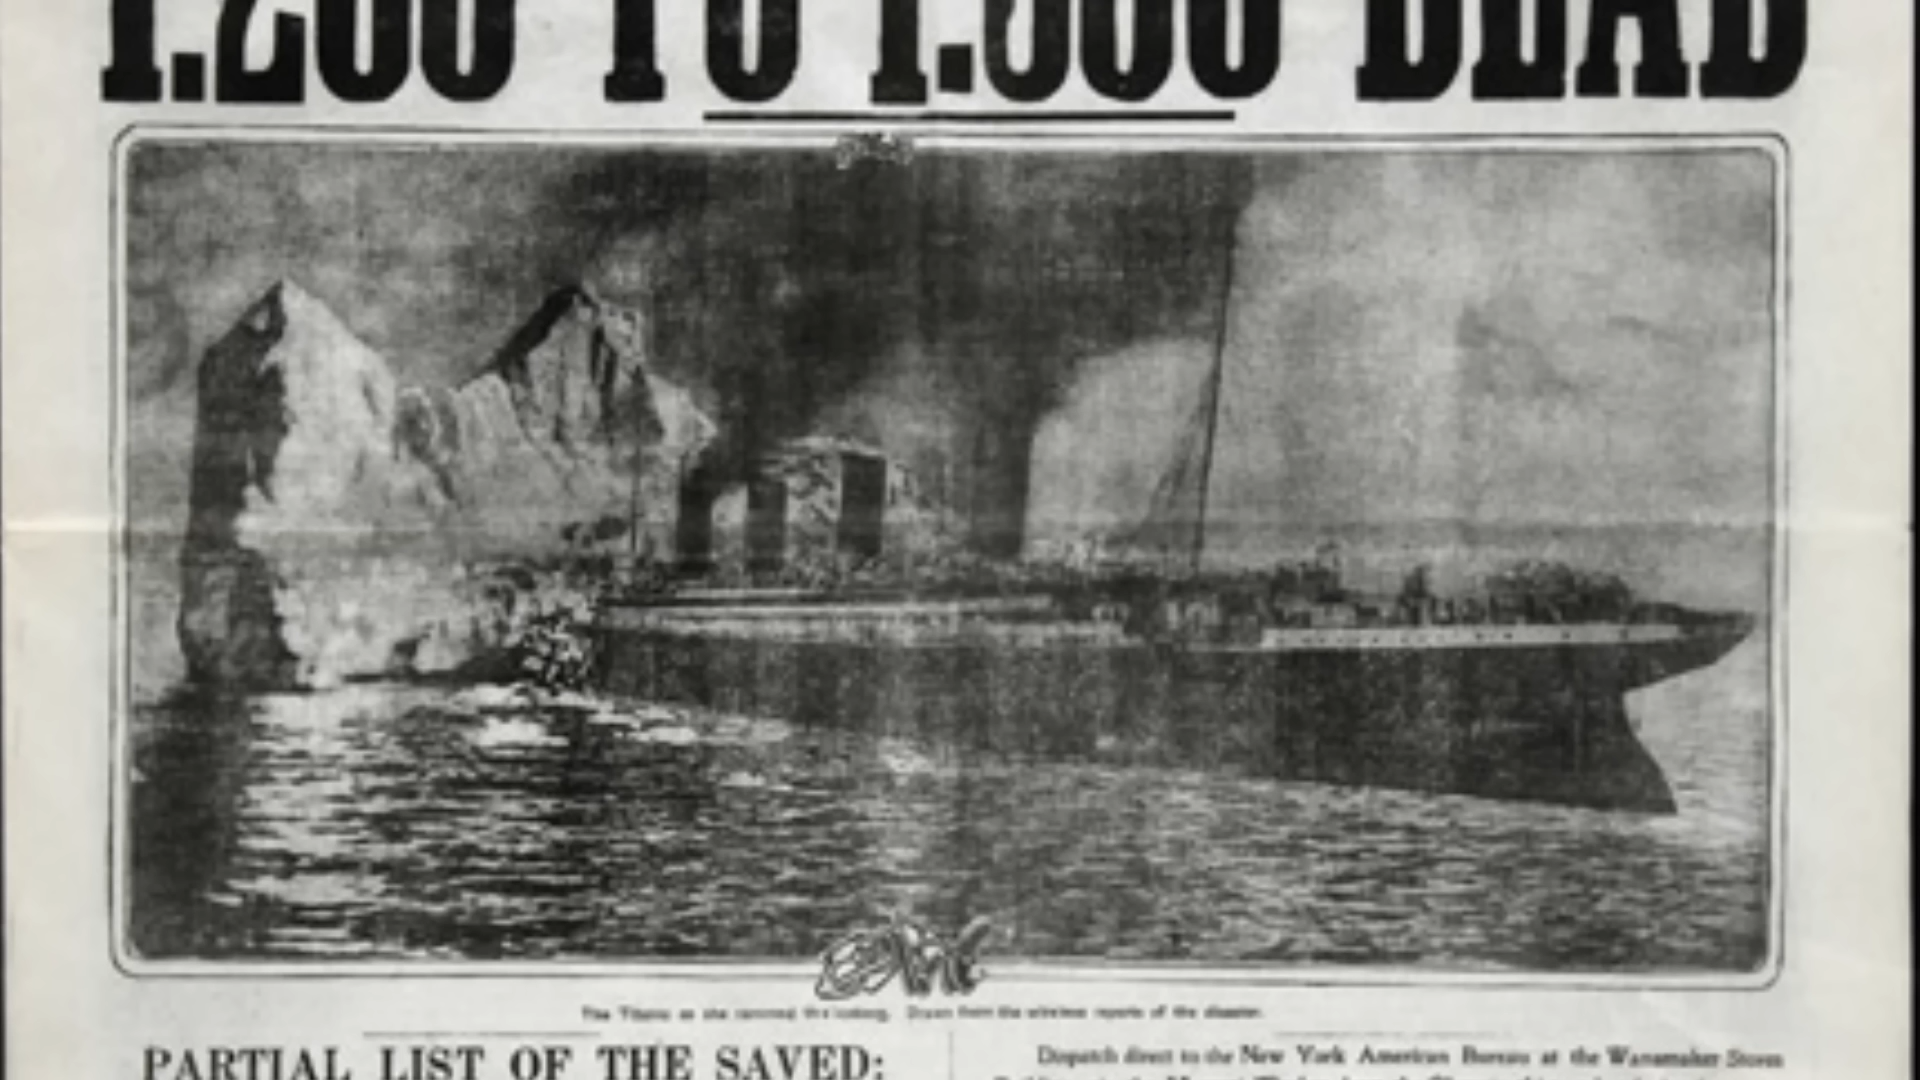 1.200 TO 1.500 DEAD
The Titanic as she rammed the iceberg. Drawn from the wireless reports of the disaster.
PARTIAL LIST OF THE SAVED:
Dispatch direct to the New York American Bureau at the Wanamaker Stores